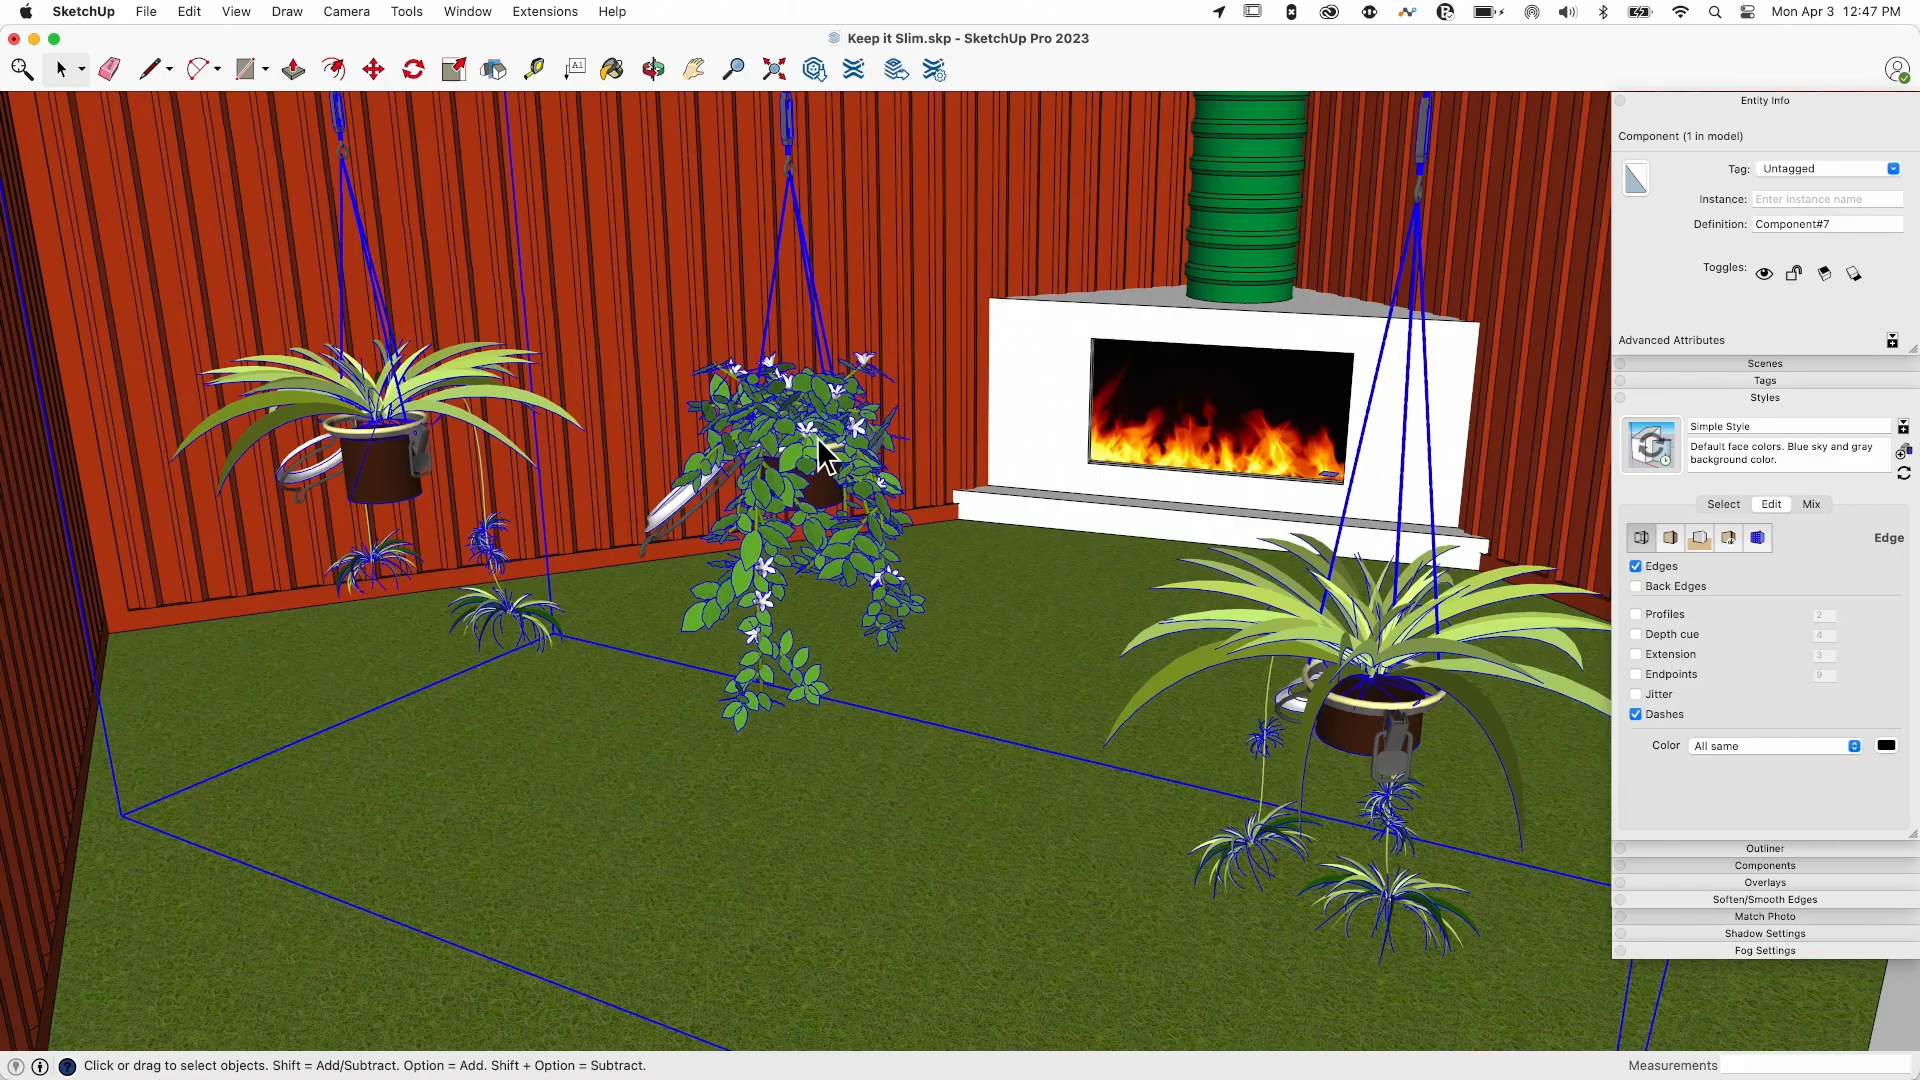 SketchUp File Edit View Draw Camera Tools Window Extensions Help
Mon Apr 3 12:47 PM
Keep it Slim.skp - SketchUp Pro 2023
A1
Entity Info
Component (1 in model)
Tag: Untagged
Instance: Enter instance name
Definition: Component#7
Toggles:
Advanced Attributes
Scenes
Tags
Styles
Simple Style
Default face colors. Blue sky and gray
background color.
Select Edit Mix
Edge
Edges
Back Edges
Profiles 2
Depth cue 4
Extension 3
Endpoints 9
Jitter
Dashes
Color All same
Outliner
Components
Overlays
Soften/Smooth Edges
Match Photo
Shadow Settings
Fog Settings
Click or drag to select objects. Shift = Add/Subtract. Option = Add. Shift + Option = Subtract.
Measurements